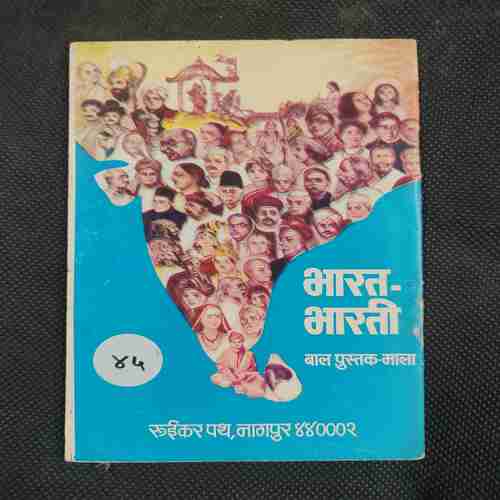 भारत-
भारती
बाल पुस्तक-माला
४५
रुईकर पथ, नागपुर ४४०००२